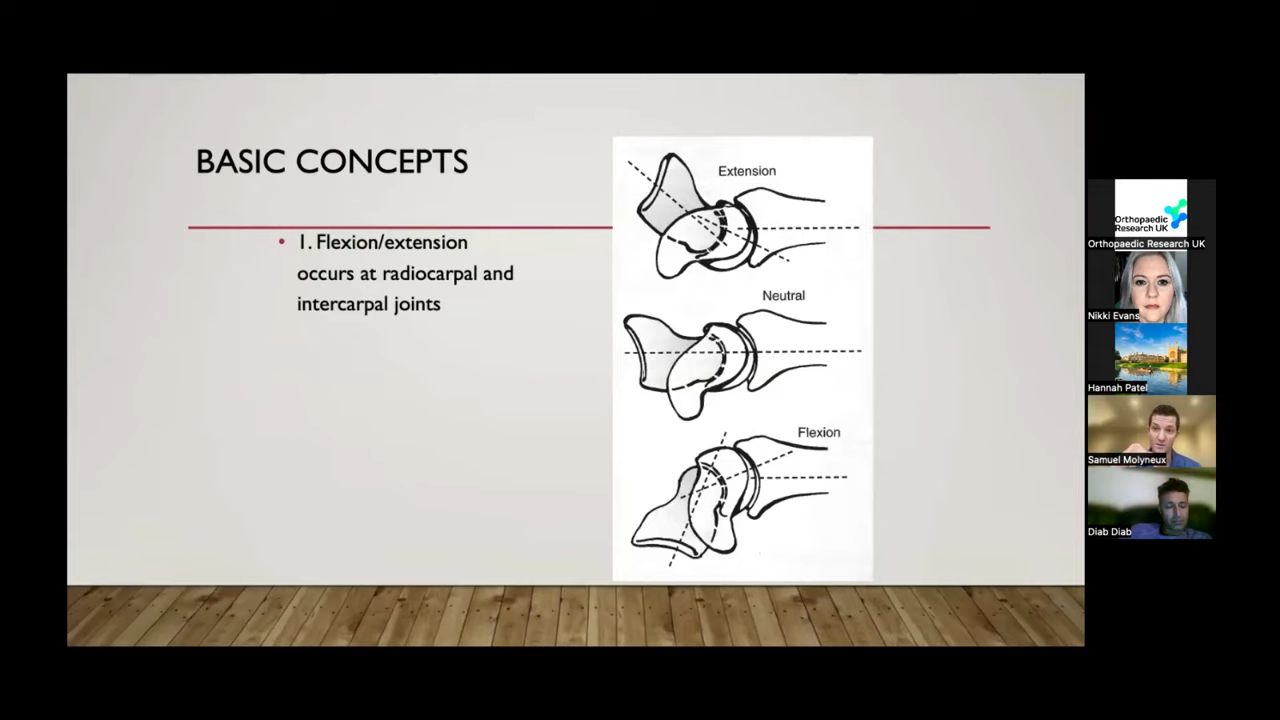 BASIC CONCEPTS
• 1. Flexion/extension
occurs at radiocarpal and
intercarpal joints
Extension
Neutral
Flexion
Orthopaedic
Research UK
Orthopaedic Research UK
Nikki Evans
Hannah Patel
Samuel Molyneux
Diab Diab